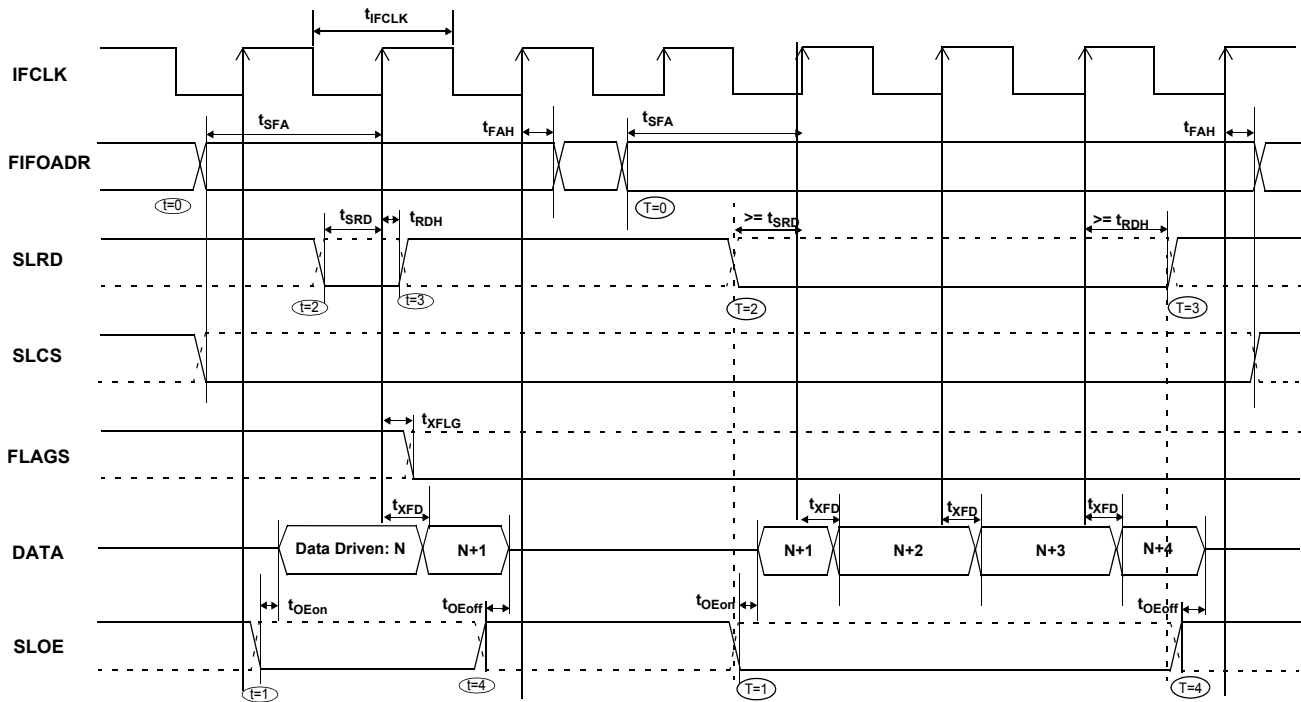 tIFCLK
IFCLK
tSFA
tFAH
tSFA
tFAH
FIFOADR
t=0
T=0
tSRD
tRDH
>= tSRD
>= tRDH
SLRD
t=2
t=3
T=2
T=3
SLCS
tXFLG
FLAGS
tXFD
tXFD
tXFD
tXFD
DATA
Data Driven: N
N+1
N+1
N+2
N+3
N+4
tOEon
tOEoff
tOEon
tOEoff
SLOE
t=1
t=4
T=1
T=4